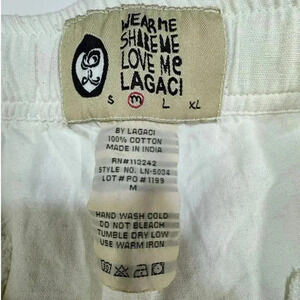 WEAR ME
SHARE ME
LOVE Me
LAGACI
S m L XL
BY LAGACI
100% COTTON
MADE IN INDIA
RN#113242
STYLE NO. LN-5034
LOT # PO # 1199
M
HAND WASH COLD
DO NOT BLEACH
TUMBLE DRY LOW
USE WARM IRON